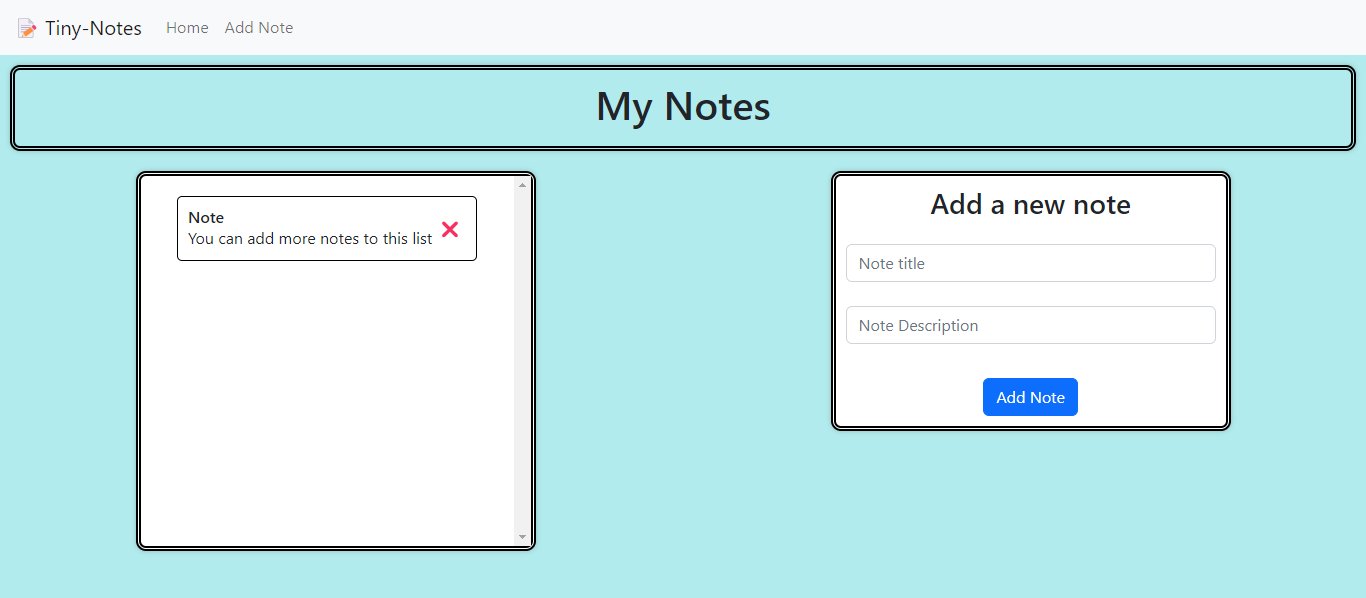 Tiny-Notes Home Add Note
My Notes
Note
You can add more notes to this list
Add a new note
Note title
Note Description
Add Note